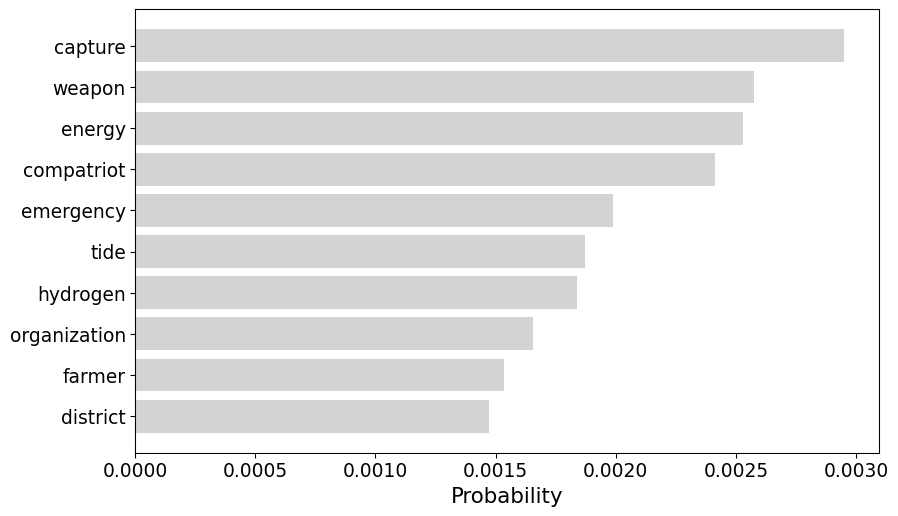 capture
weapon
energy
compatriot
emergency
tide
hydrogen
organization
farmer
district
0.0000 0.0005 0.0010 0.0015 0.0020 0.0025 0.0030
Probability